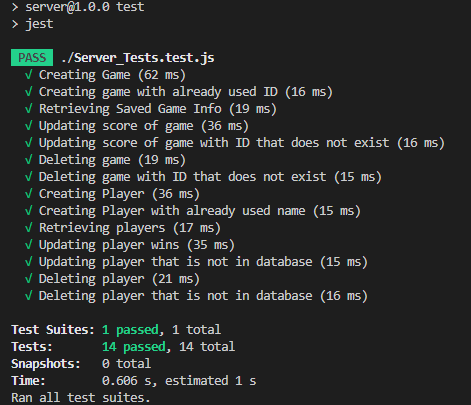 > server@1.0.0 test
> jest
PASS ./Server_Tests.test.js
√ Creating Game (62 ms)
√ Creating game with already used ID (16 ms)
√ Retrieving Saved Game Info (19 ms)
√ Updating score of game (36 ms)
√ Updating score of game with ID that does not exist (16 ms)
√ Deleting game (19 ms)
√ Deleting game with ID that does not exist (15 ms)
√ Creating Player (36 ms)
√ Creating Player with already used name (15 ms)
√ Retrieving players (17 ms)
√ Updating player wins (35 ms)
√ Updating player that is not in database (15 ms)
√ Deleting player (21 ms)
√ Deleting player that is not in database (16 ms)
Test Suites: 1 passed, 1 total
Tests: 14 passed, 14 total
Snapshots: 0 total
Time: 0.606 s, estimated 1 s
Ran all test suites.